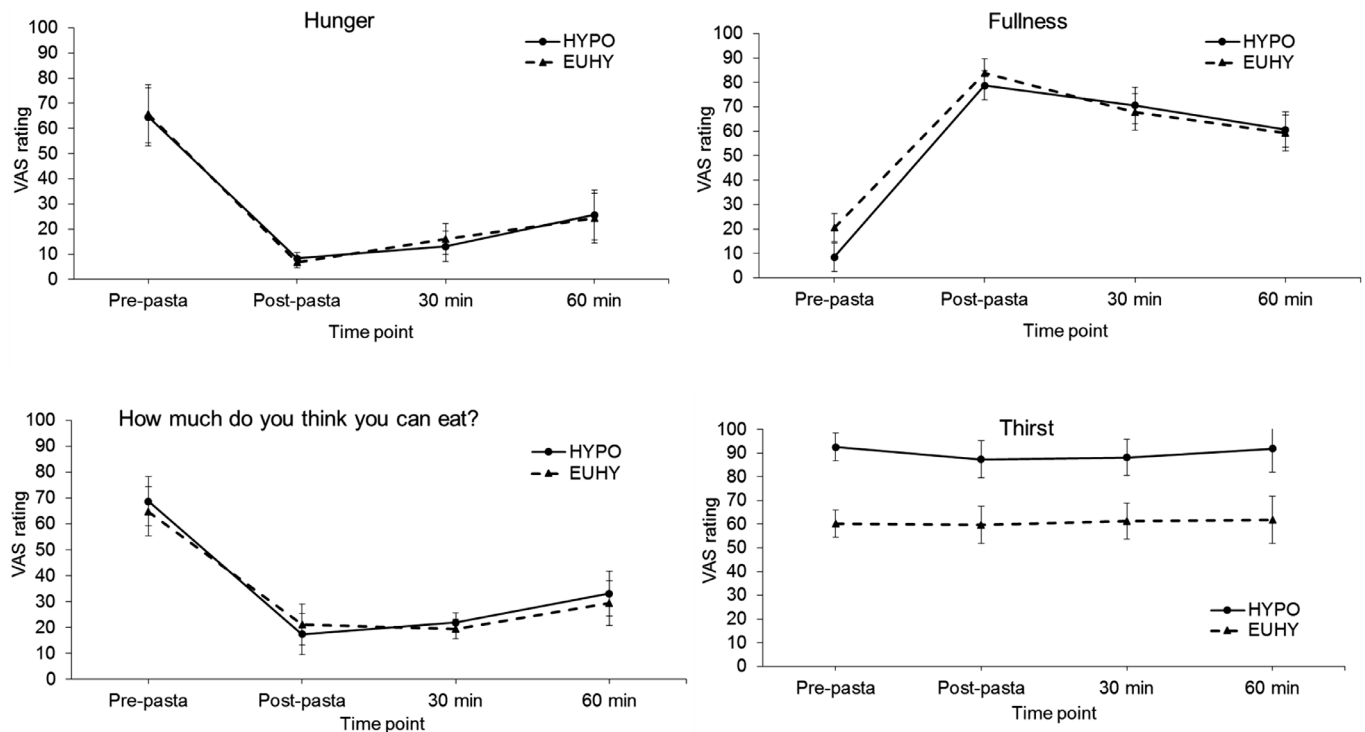 Hunger
HYPO
EUHY
100
90
80
70
60
50
40
30
20
10
0
VAS rating
Pre-pasta Post-pasta 30 min 60 min
Time point
Fullness
HYPO
EUHY
100
90
80
70
60
50
40
30
20
10
0
VAS rating
Pre-pasta Post-pasta 30 min 60 min
Time point
How much do you think you can eat?
HYPO
EUHY
100
90
80
70
60
50
40
30
20
10
0
VAS rating
Pre-pasta Post-pasta 30 min 60 min
Time point
Thirst
100
90
80
70
60
50
40
30
20
10
0
VAS rating
HYPO
EUHY
Pre-pasta Post-pasta 30 min 60 min
Time point